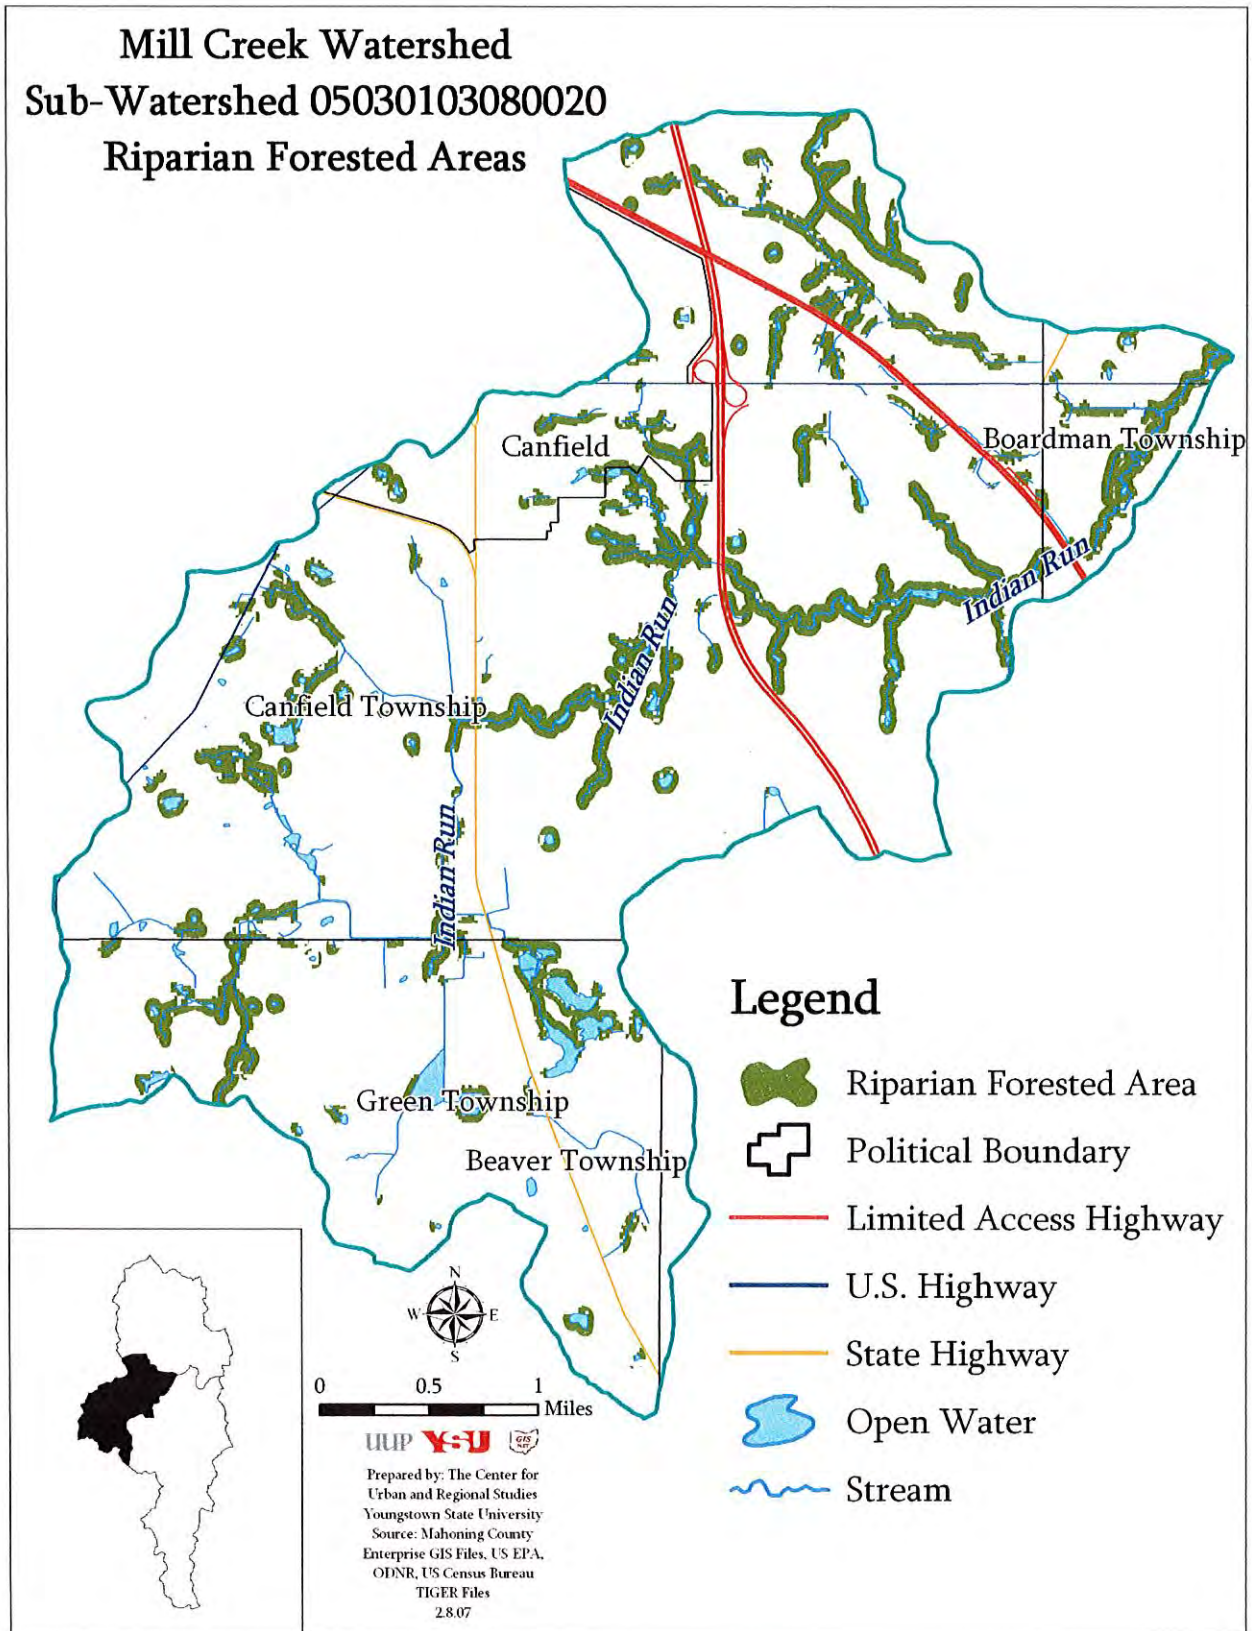 Mill Creek Watershed
Sub-Watershed 05030103080020
Riparian Forested Areas
Canfield
Boardman Township
Indian Run
Indian Run
Canfield Township
Indian Run
Green Township
Beaver Township
Legend
Riparian Forested Area
Political Boundary
Limited Access Highway
U.S. Highway
State Highway
Open Water
Stream
N
W E
S
0 0.5 1
Miles
UUP YSU GIS
Prepared by: The Center for
Urban and Regional Studies
Youngstown State University
Source: Mahoning County
Enterprise GIS Files, US EPA,
ODNR, US Census Bureau
TIGER Files
2.8.07